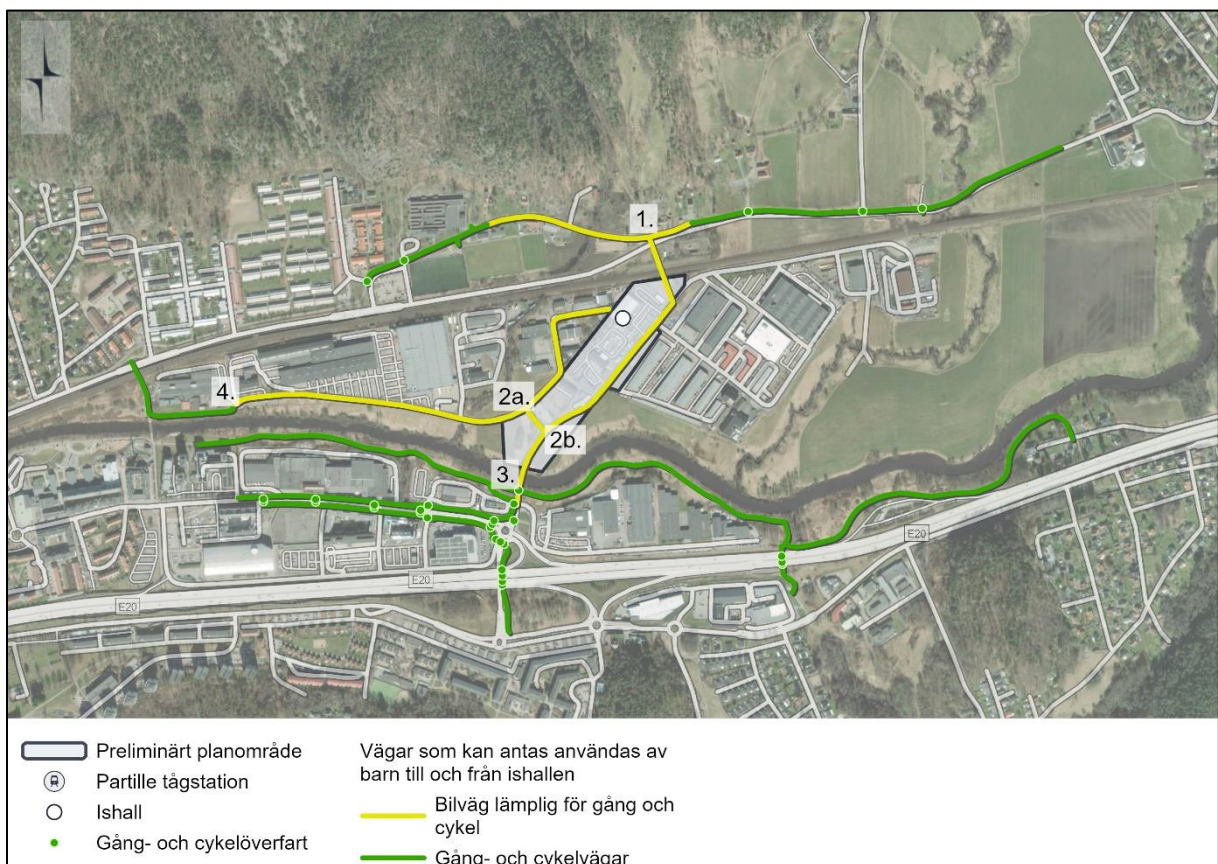 1.
2a.
2b.
3.
4.
E20
E20
E20
Preliminärt planområde
Partille tågstation
Ishall
Gång- och cykelöverfart
Vägar som kan antas användas av
barn till och från ishallen
Bilväg lämplig för gång och
cykel
Gång- och cykelvägar